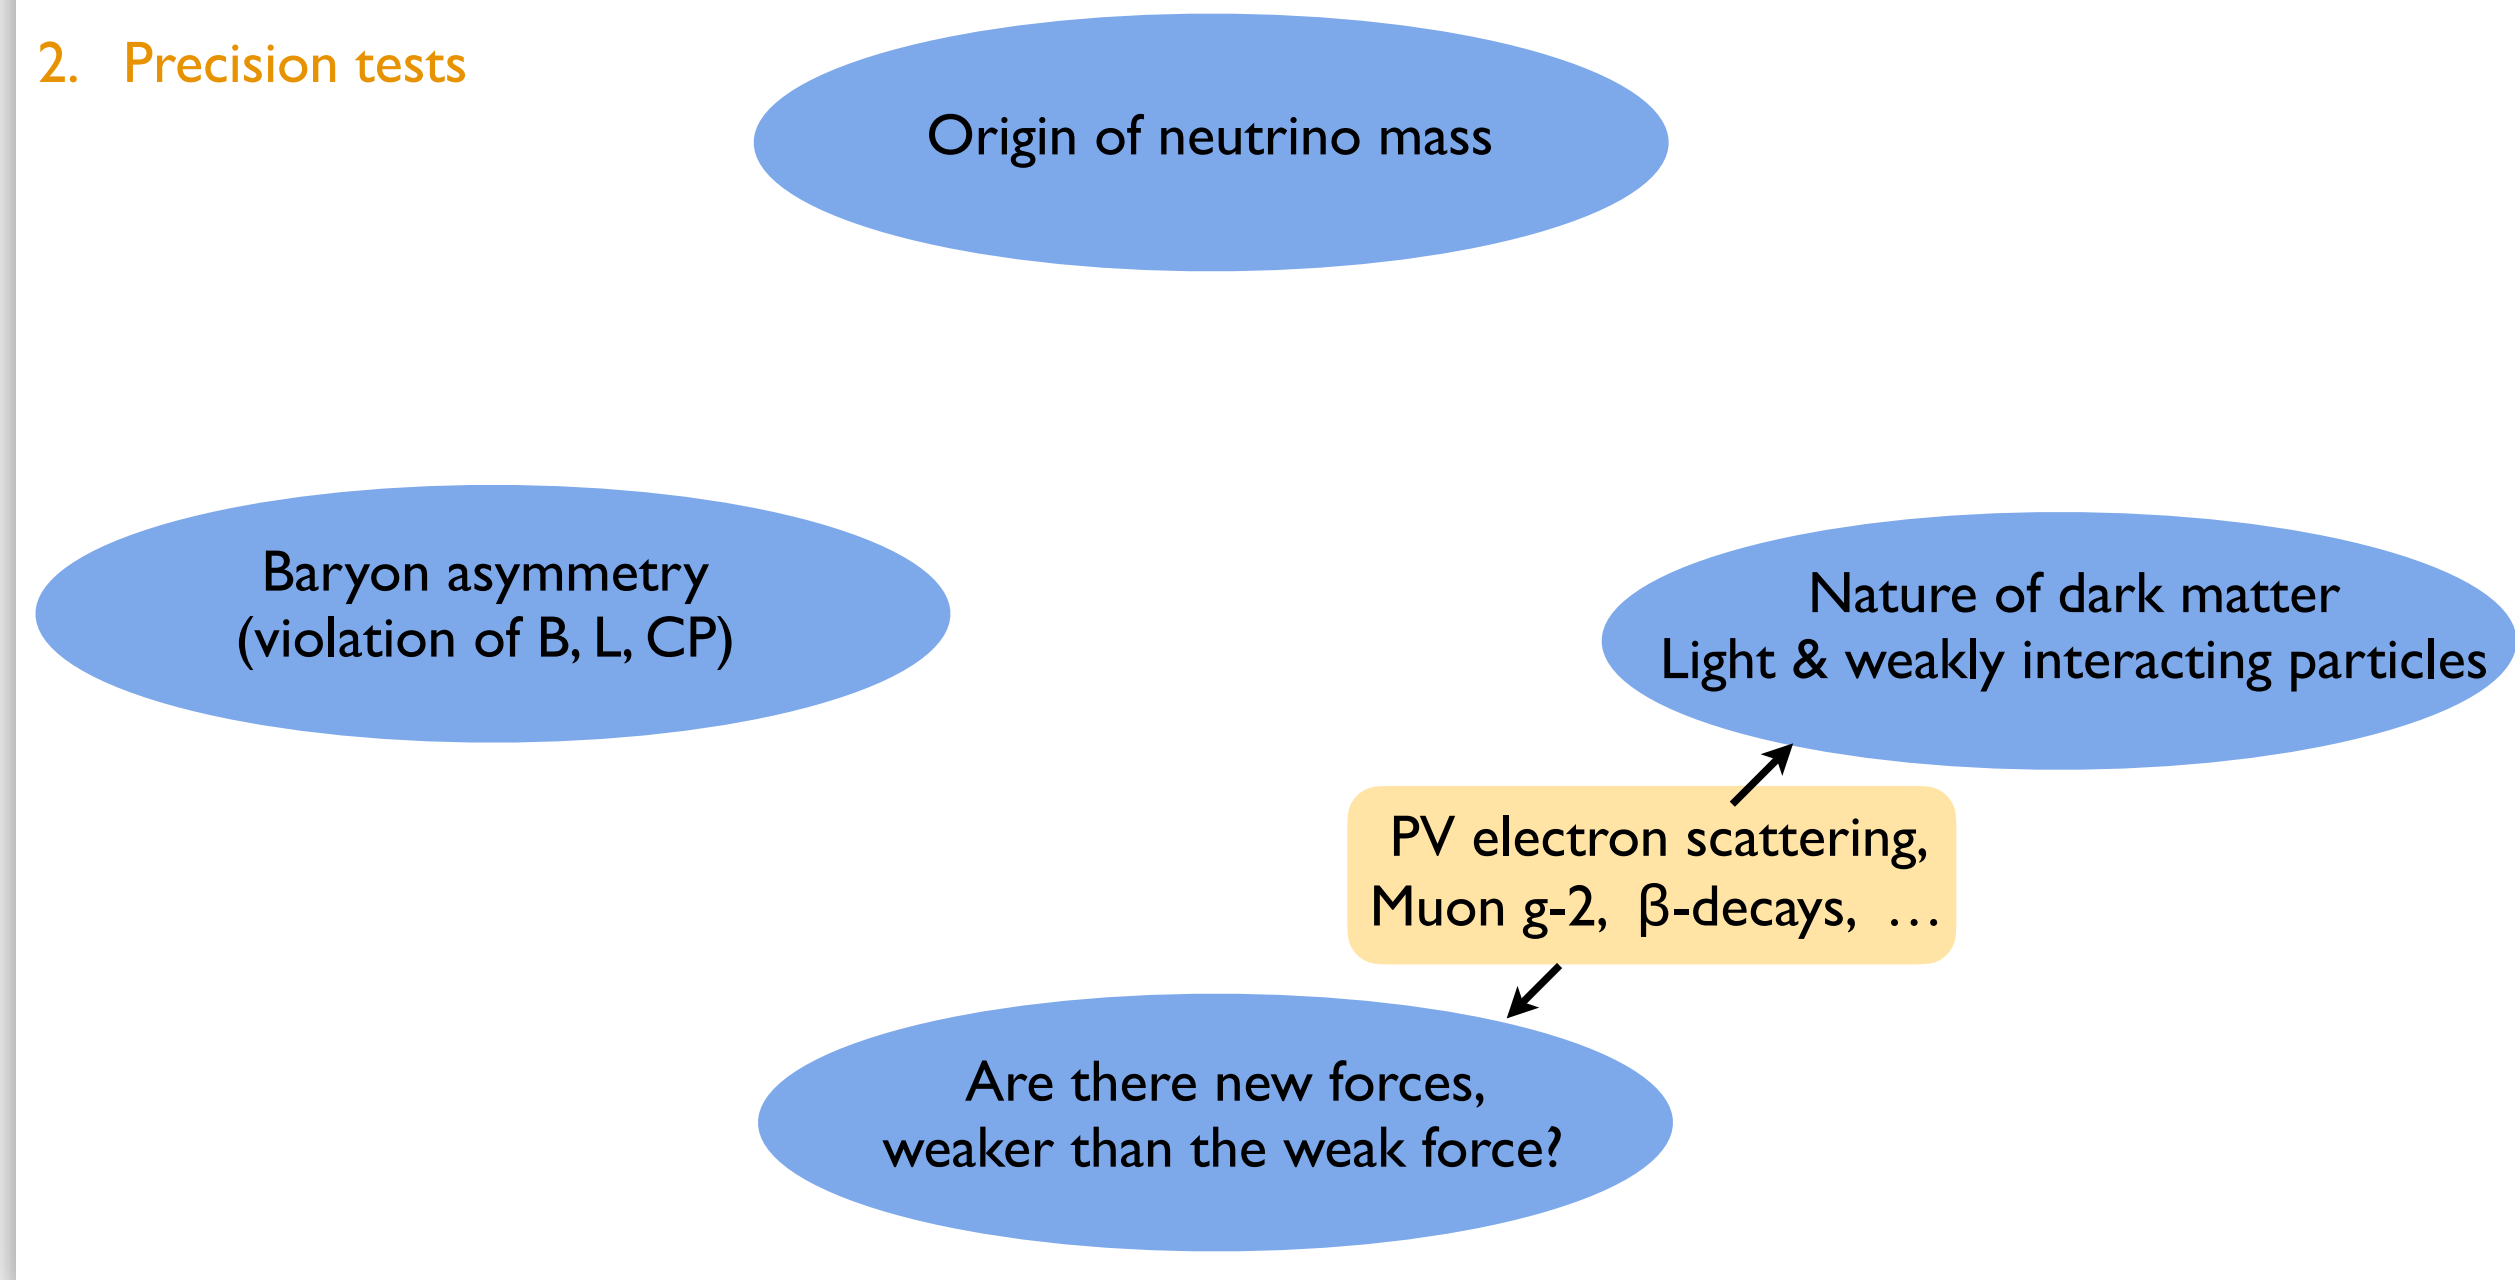 2. Precision tests
Origin of neutrino mass
Baryon asymmetry
(violation of B, L, CP)
Nature of dark matter
Light & weakly interacting particles
PV electron scattering,
Muon g-2, β-decays, …
Are there new forces,
weaker than the weak force?